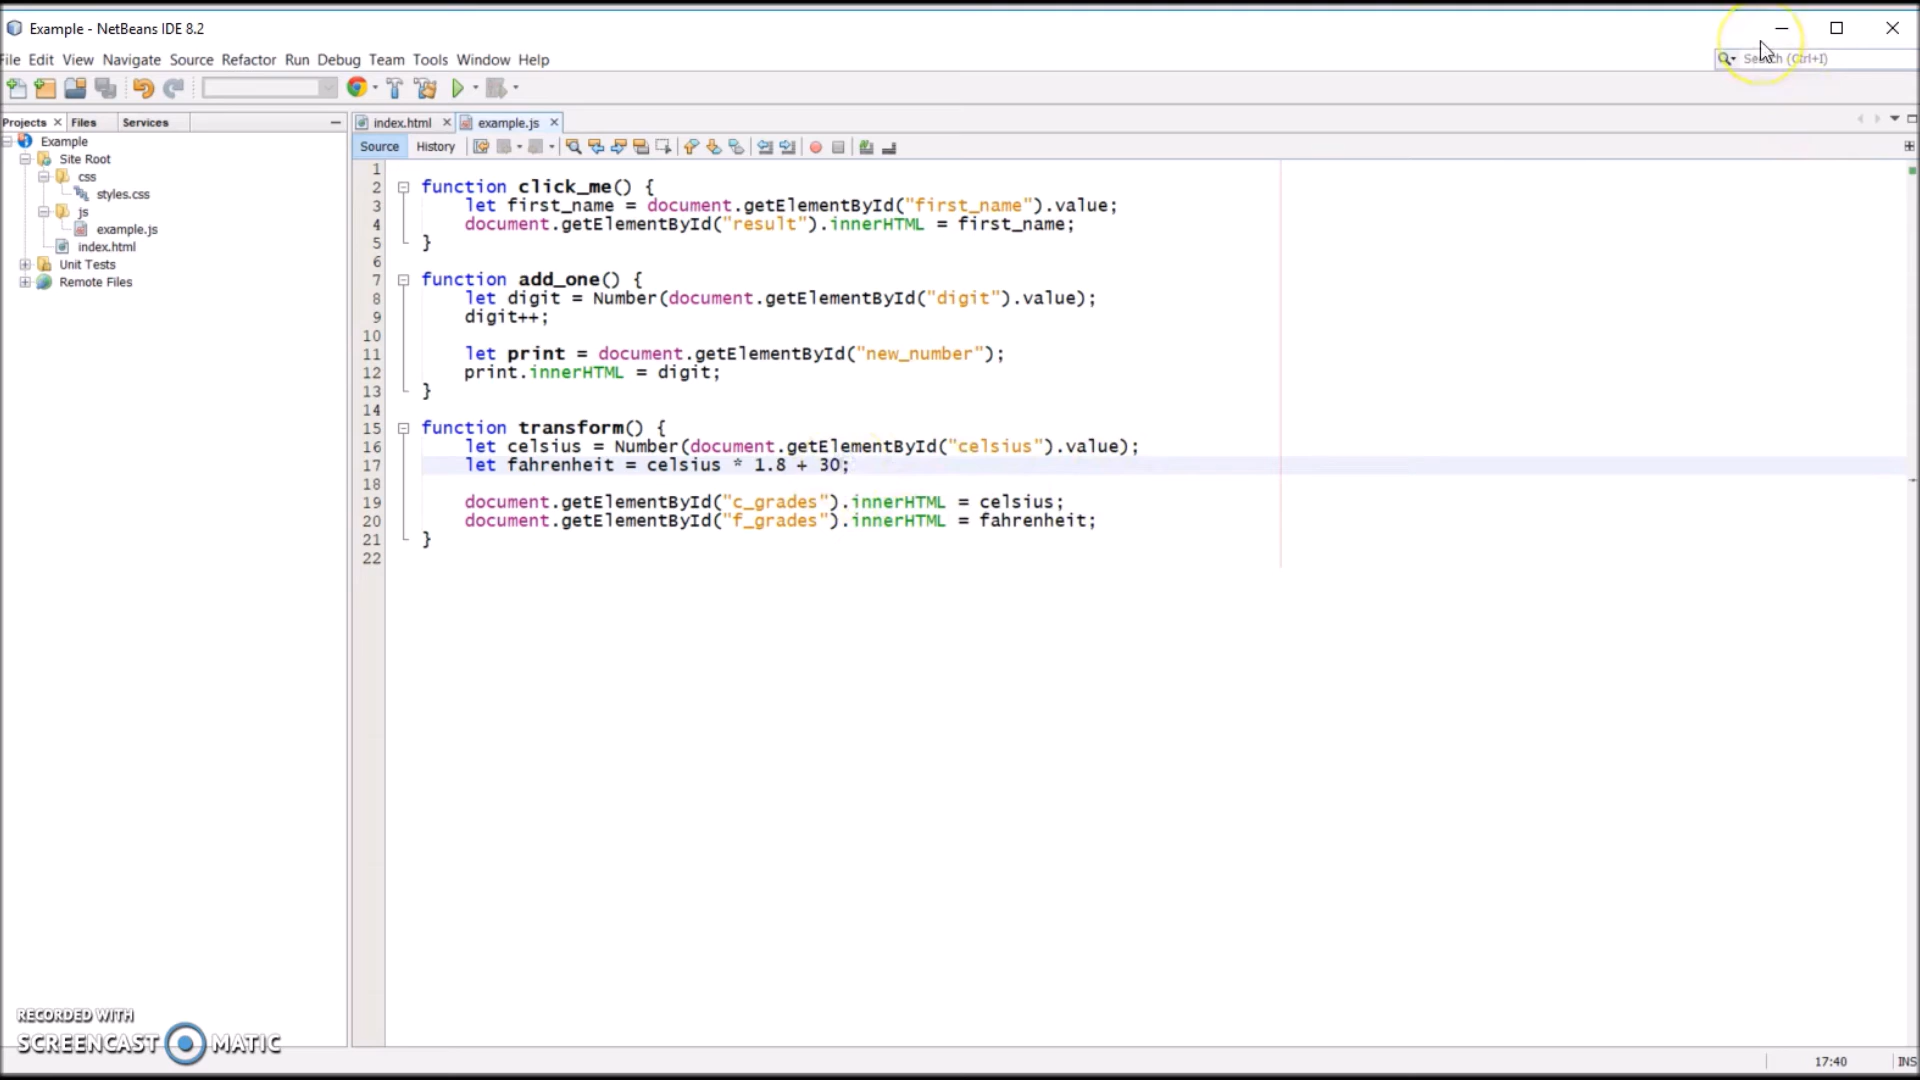 Example - NetBeans IDE 8.2
File Edit View Navigate Source Refactor Run Debug Team Tools Window Help
Search (Ctrl+I)
Projects Files Services
index.html example.js
Source History
Example
Site Root
css
styles.css
js
example.js
index.html
Unit Tests
Remote Files
1
2 function click_me() {
3 let first_name = document.getElementById("first_name").value;
4 document.getElementById("result").innerHTML = first_name;
5 }
6
7 function add_one() {
8 let digit = Number(document.getElementById("digit").value);
9 digit++;
10
11 let print = document.getElementById("new_number");
12 print.innerHTML = digit;
13 }
14
15 function transform() {
16 let celsius = Number(document.getElementById("celsius").value);
17 let fahrenheit = celsius * 1.8 + 30;
18
19 document.getElementById("c_grades").innerHTML = celsius;
20 document.getElementById("f_grades").innerHTML = fahrenheit;
21 }
22
RECORDED WITH
SCREENCAST MATIC
17:40 INS